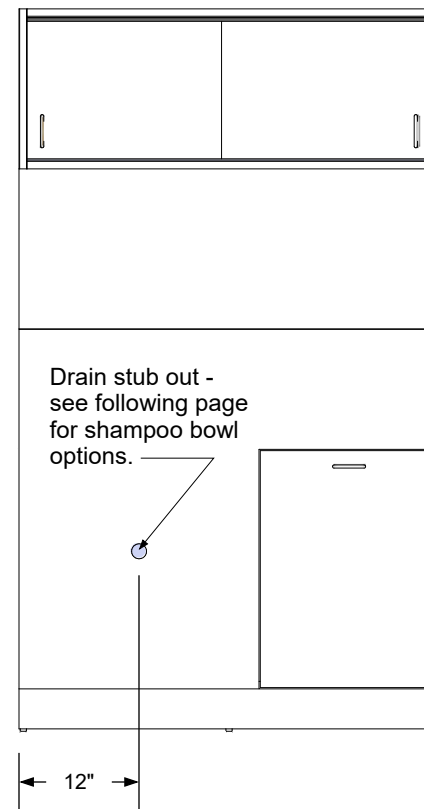 Drain stub out -
see following page
for shampoo bowl
options.
12"